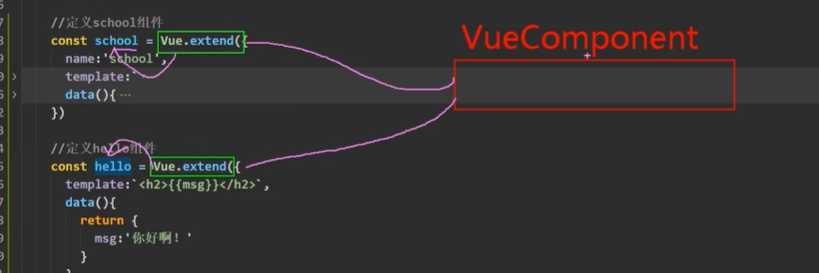 //定义school组件
const school = Vue.extend({
name:'school',
template:`
data(){ ⋯
})
//定义hello组件
const hello = Vue.extend({
template:`<h2>{{msg}}</h2>`,
data(){
return {
msg:'你好啊！'
}
VueComponent